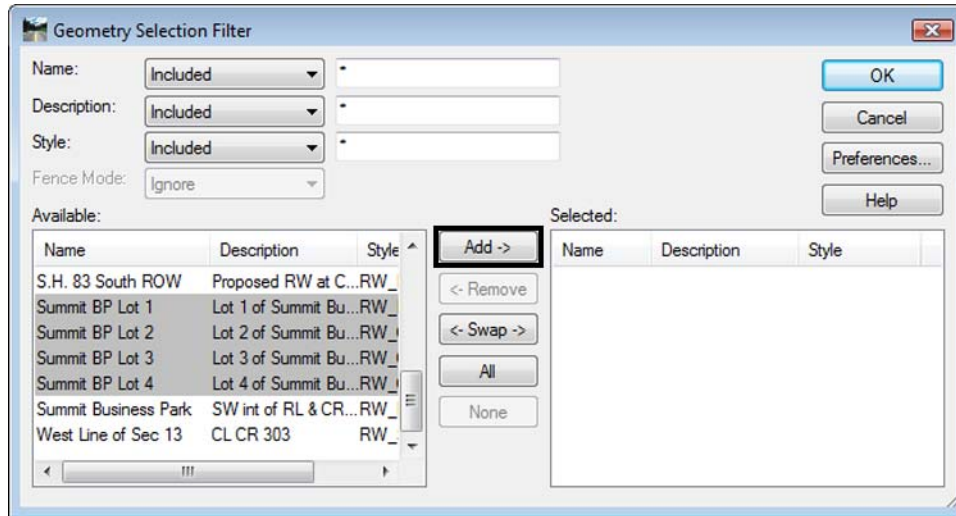 Geometry Selection Filter
Name: Included *
Description: Included *
Style: Included *
Fence Mode: Ignore
OK
Cancel
Preferences...
Help
Available:
Name Description Style
S.H. 83 South ROW Proposed RW at C...RW_
Summit BP Lot 1 Lot 1 of Summit Bu...RW_
Summit BP Lot 2 Lot 2 of Summit Bu...RW_
Summit BP Lot 3 Lot 3 of Summit Bu...RW_
Summit BP Lot 4 Lot 4 of Summit Bu...RW_
Summit Business Park SW int of RL & CR...RW_
West Line of Sec 13 CL CR 303 RW_
Add ->
<- Remove
<- Swap ->
All
None
Selected:
Name Description Style